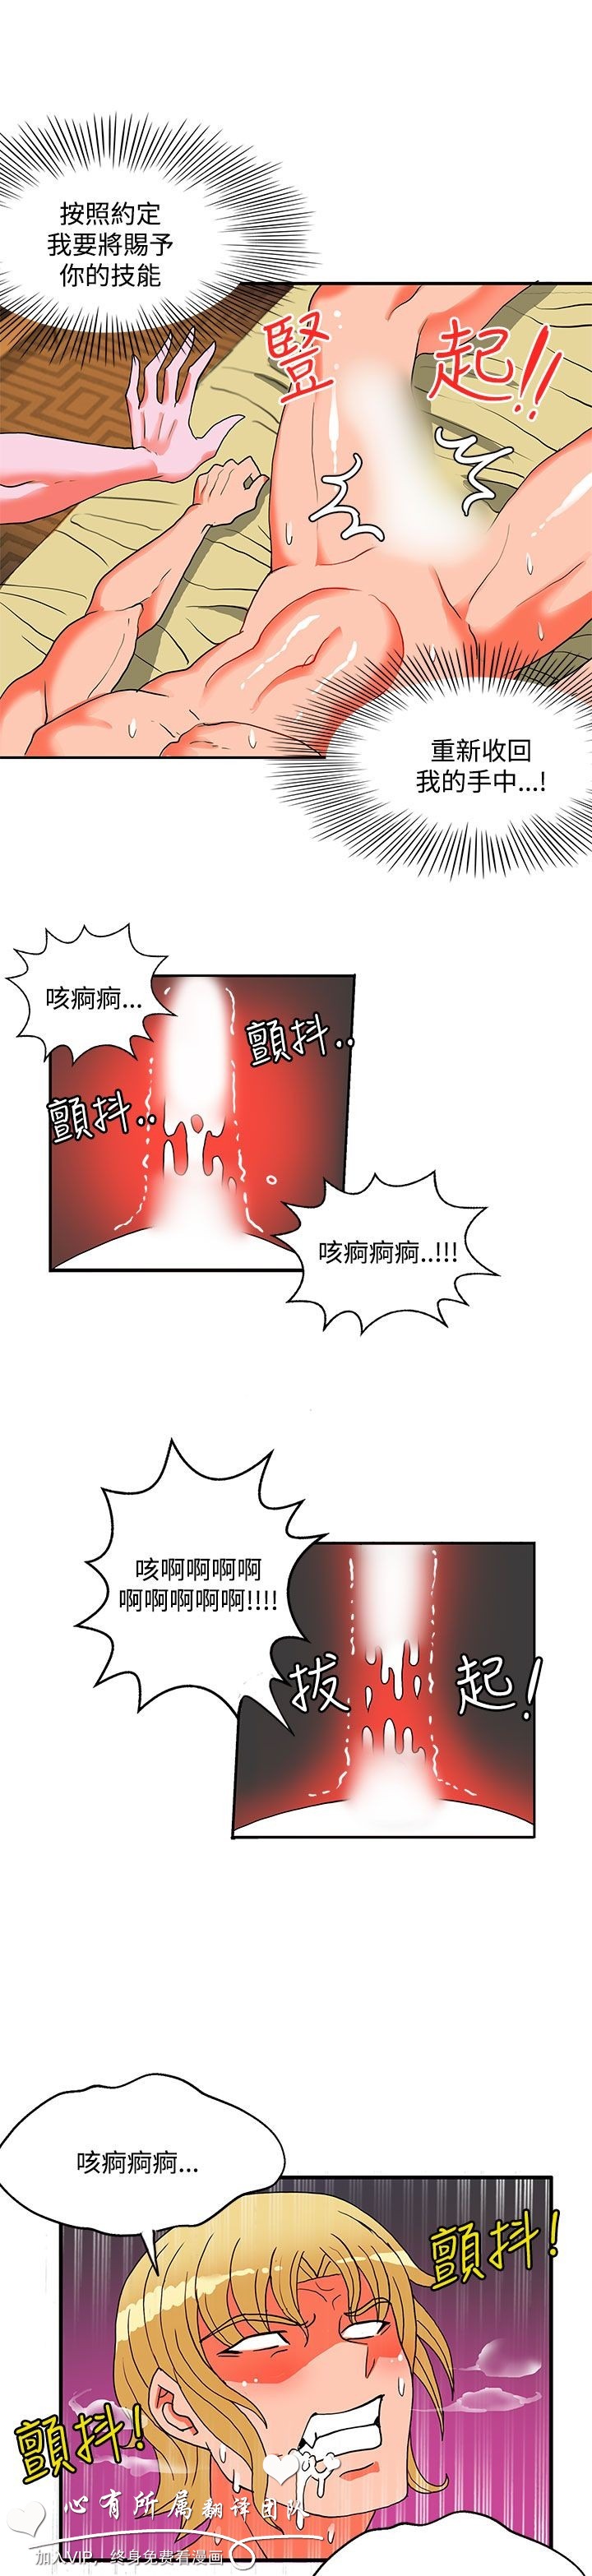 按照約定
我要將賜予
你的技能
豎起!!
重新收回
我的手中...!
咳痾痾...
顫抖..
顫抖..
咳痾痾痾..!!!
咳啊啊啊啊
啊啊啊啊啊!!!!
拔起!
咳痾痾痾...
顫抖!
顫抖!
心有所属翻译团队
加入VIP，终身免费看漫画